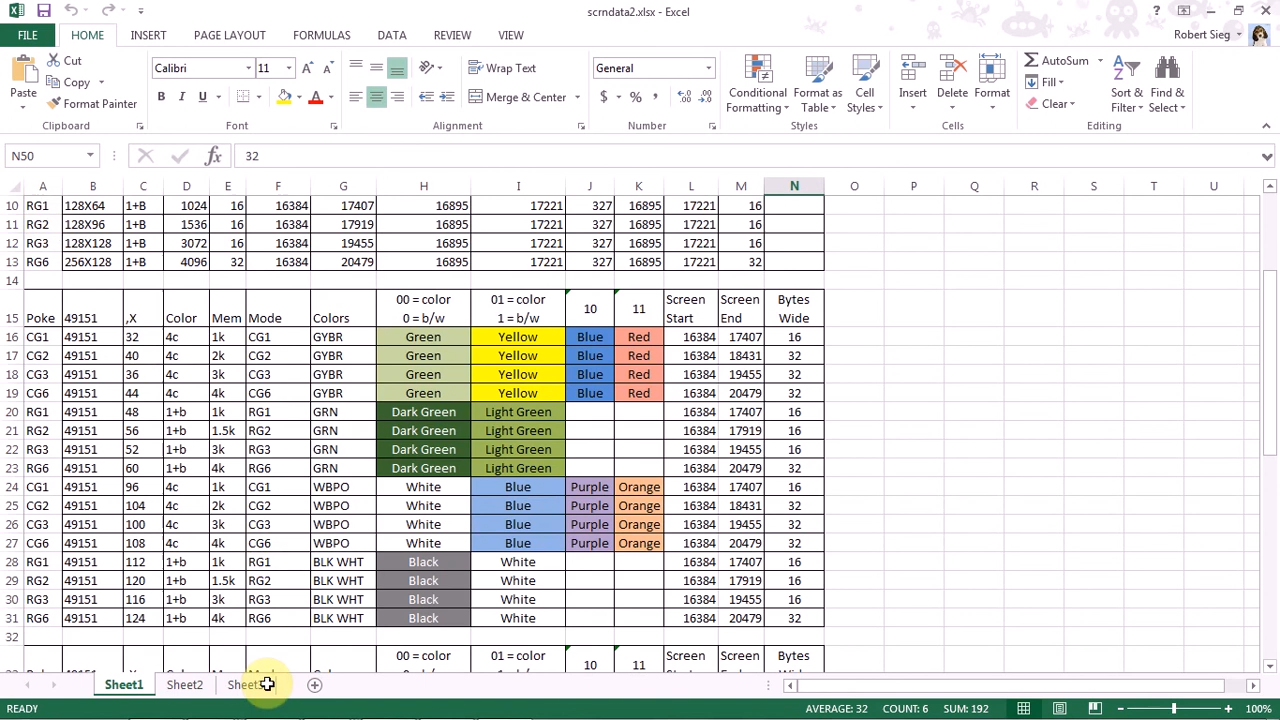 scrndata2.xlsx - Excel
FILE HOME INSERT PAGE LAYOUT FORMULAS DATA REVIEW VIEW Robert Sieg
Paste Cut Copy Format Painter Clipboard
Calibri 11 B I U Font
Wrap Text Merge & Center Alignment
General $ % , Number
Conditional Formatting Format as Table Cell Styles Styles
Insert Delete Format Cells
AutoSum Fill Clear Sort & Filter Find & Select Editing
N50 fx 32
A B C D E F G H I J K L M N O P Q R S T U
10 RG1 128X64 1+B 1024 16 16384 17407 16895 17221 327 16895 17221 16
11 RG2 128X96 1+B 1536 16 16384 17919 16895 17221 327 16895 17221 16
12 RG3 128X128 1+B 3072 16 16384 19455 16895 17221 327 16895 17221 16
13 RG6 256X128 1+B 4096 32 16384 20479 16895 17221 327 16895 17221 32
14
15 Poke 49151 ,X Color Mem Mode Colors 00 = color 0 = b/w 01 = color 1 = b/w 10 11 Screen Start Screen End Bytes Wide
16 CG1 49151 32 4c 1k CG1 GYBR Green Yellow Blue Red 16384 17407 16
17 CG2 49151 40 4c 2k CG2 GYBR Green Yellow Blue Red 16384 18431 32
18 CG3 49151 36 4c 3k CG3 GYBR Green Yellow Blue Red 16384 19455 32
19 CG6 49151 44 4c 4k CG6 GYBR Green Yellow Blue Red 16384 20479 32
20 RG1 49151 48 1+b 1k RG1 GRN Dark Green Light Green 16384 17407 16
21 RG2 49151 56 1+b 1.5k RG2 GRN Dark Green Light Green 16384 17919 16
22 RG3 49151 52 1+b 3k RG3 GRN Dark Green Light Green 16384 19455 16
23 RG6 49151 60 1+b 4k RG6 GRN Dark Green Light Green 16384 20479 32
24 CG1 49151 96 4c 1k CG1 WBPO White Blue Purple Orange 16384 17407 16
25 CG2 49151 104 4c 2k CG2 WBPO White Blue Purple Orange 16384 18431 32
26 CG3 49151 100 4c 3k CG3 WBPO White Blue Purple Orange 16384 19455 32
27 CG6 49151 108 4c 4k CG6 WBPO White Blue Purple Orange 16384 20479 32
28 RG1 49151 112 1+b 1k RG1 BLK WHT Black White 16384 17407 16
29 RG2 49151 120 1+b 1.5k RG2 BLK WHT Black White 16384 17919 16
30 RG3 49151 116 1+b 3k RG3 BLK WHT Black White 16384 19455 16
31 RG6 49151 124 1+b 4k RG6 BLK WHT Black White 16384 20479 32
32
00 = color 01 = color 10 11 Screen Screen Bytes
Sheet1 Sheet2
READY AVERAGE: 32 COUNT: 6 SUM: 192 100%